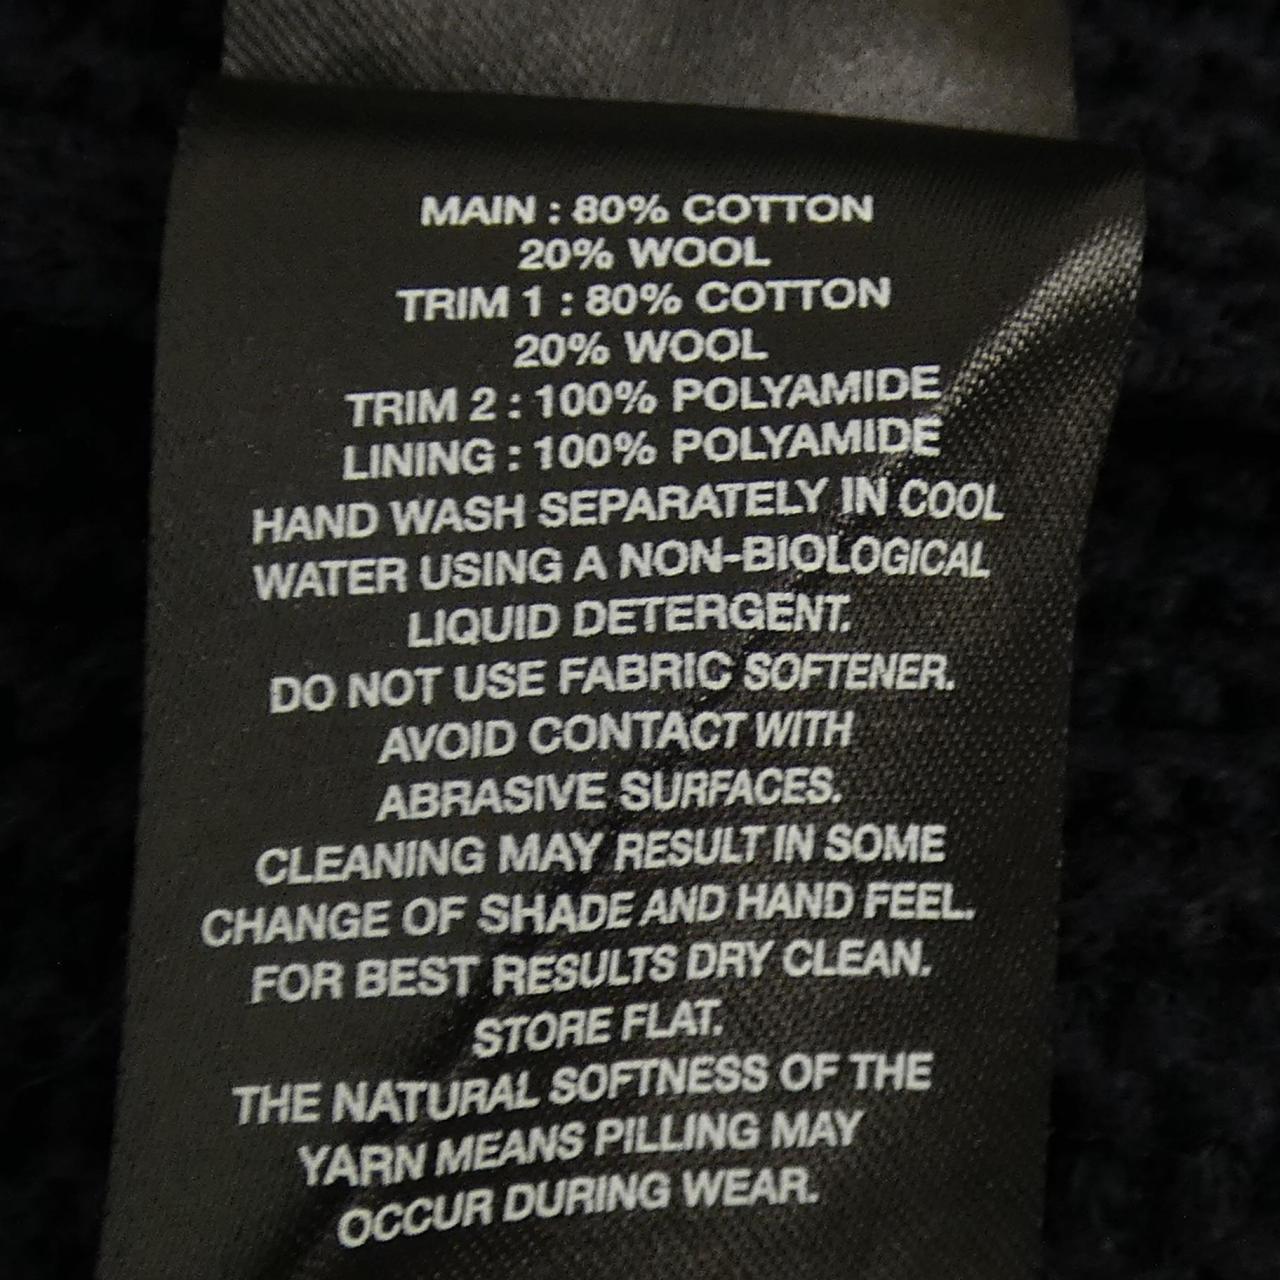 MAIN : 80% COTTON
20% WOOL
TRIM 1 : 80% COTTON
20% WOOL
TRIM 2 : 100% POLYAMIDE
LINING : 100% POLYAMIDE
HAND WASH SEPARATELY IN COOL
WATER USING A NON-BIOLOGICAL
LIQUID DETERGENT.
DO NOT USE FABRIC SOFTENER.
AVOID CONTACT WITH
ABRASIVE SURFACES.
CLEANING MAY RESULT IN SOME
CHANGE OF SHADE AND HAND FEEL.
FOR BEST RESULTS DRY CLEAN.
STORE FLAT.
THE NATURAL SOFTNESS OF THE
YARN MEANS PILLING MAY
OCCUR DURING WEAR.